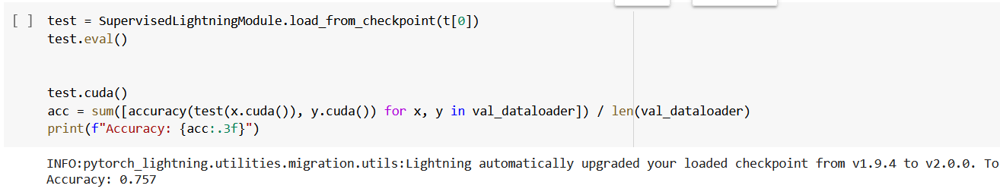 [ ] test = SupervisedLightningModule.load_from_checkpoint(t[0])
test.eval()
test.cuda()
acc = sum([accuracy(test(x.cuda()), y.cuda()) for x, y in val_dataloader]) / len(val_dataloader)
print(f"Accuracy: {acc:.3f}")
INFO:pytorch_lightning.utilities.migration.utils:Lightning automatically upgraded your loaded checkpoint from v1.9.4 to v2.0.0. To
Accuracy: 0.757